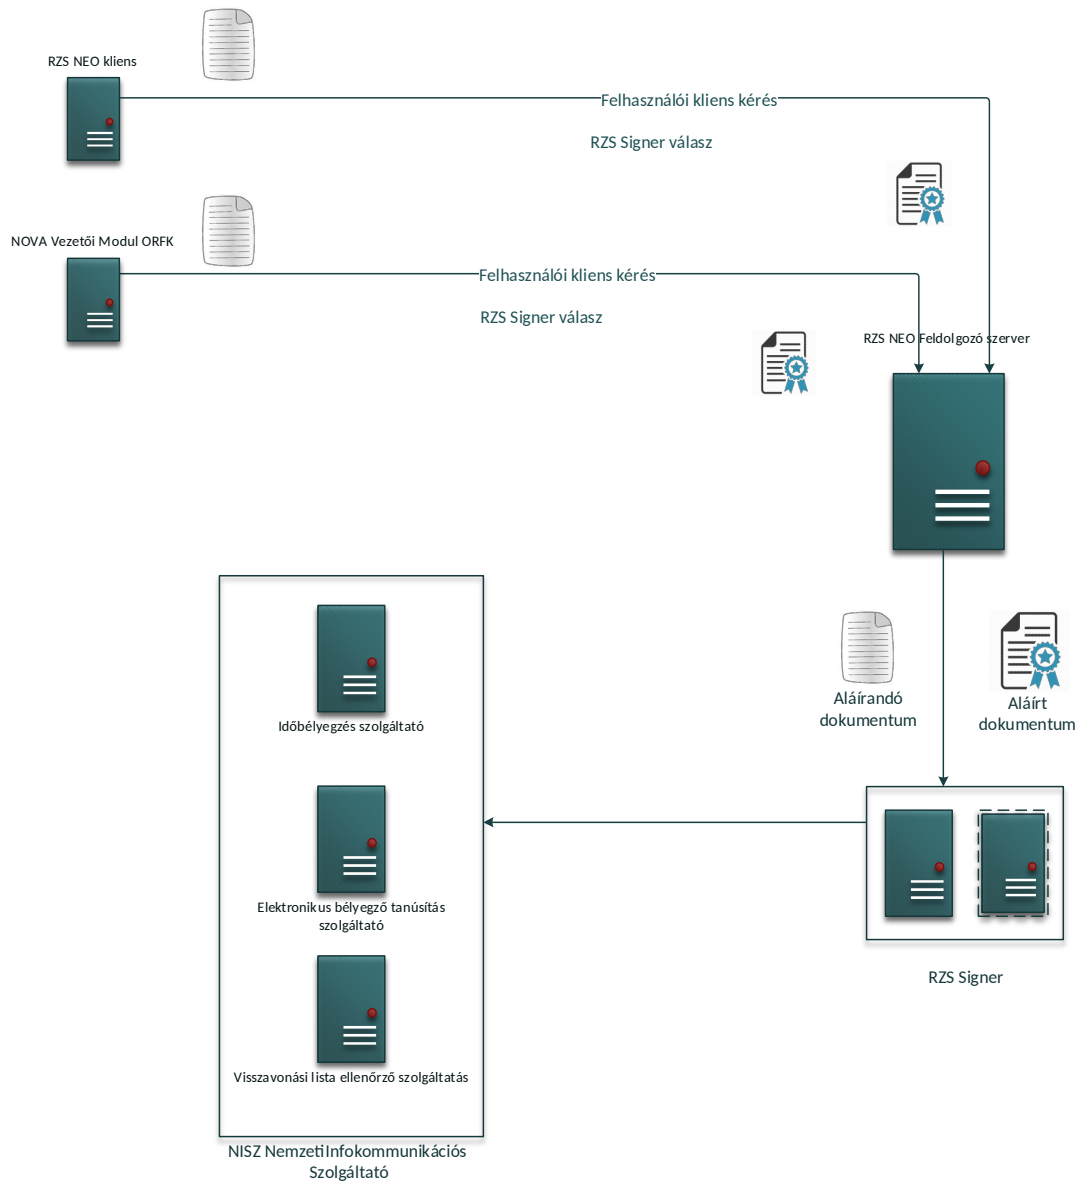 RZS NEO kliens
Felhasználói kliens kérés
RZS Signer válasz
NOVA Vezetői Modul ORFK
Felhasználói kliens kérés
RZS Signer válasz
RZS NEO Feldolgozó szerver
Aláírandó
dokumentum
Aláírt
dokumentum
Időbélyegzés szolgáltató
Elektronikus bélyegző tanúsítás
szolgáltató
RZS Signer
Visszavonási lista ellenőrző szolgáltatás
NISZ Nemzeti Infokommunikációs
Szolgáltató